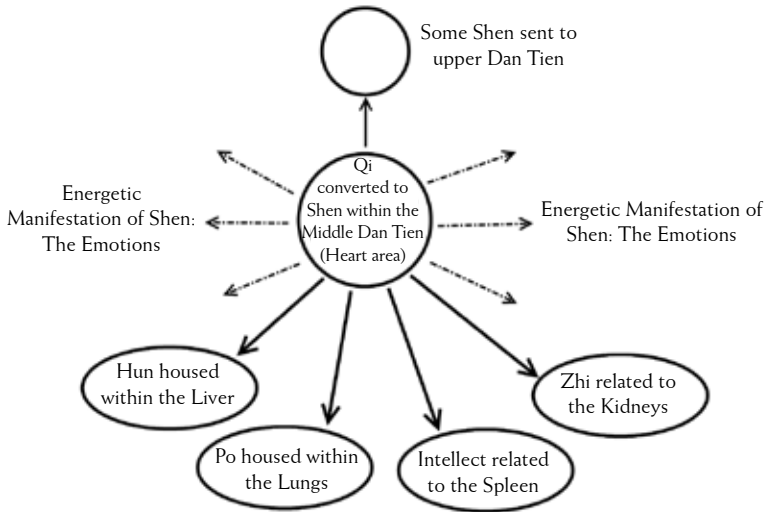 Some Shen sent to
upper Dan Tien
Qi
converted to
Shen within the
Middle Dan Tien
(Heart area)
Energetic
Manifestation of Shen:
The Emotions
Energetic Manifestation of
Shen: The Emotions
Hun housed
within the Liver
Zhi related to
the Kidneys
Po housed within
the Lungs
Intellect related
to the Spleen